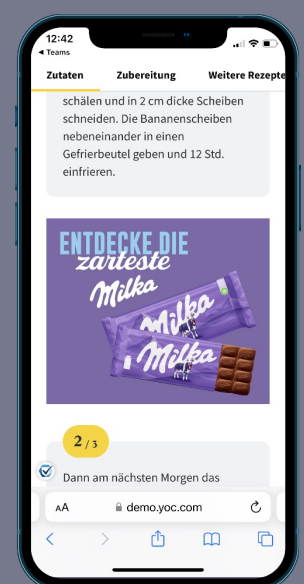 12:42
◀ Teams
Zutaten Zubereitung Weitere Rezepte
schälen und in 2 cm dicke Scheiben
schneiden. Die Bananenscheiben
nebeneinander in einen
Gefrierbeutel geben und 12 Std.
einfrieren.
ENTDECKE DIE
zarteste
Milka
Milka
Milka
2 / 3
Dann am nächsten Morgen das
AA demo.yoc.com